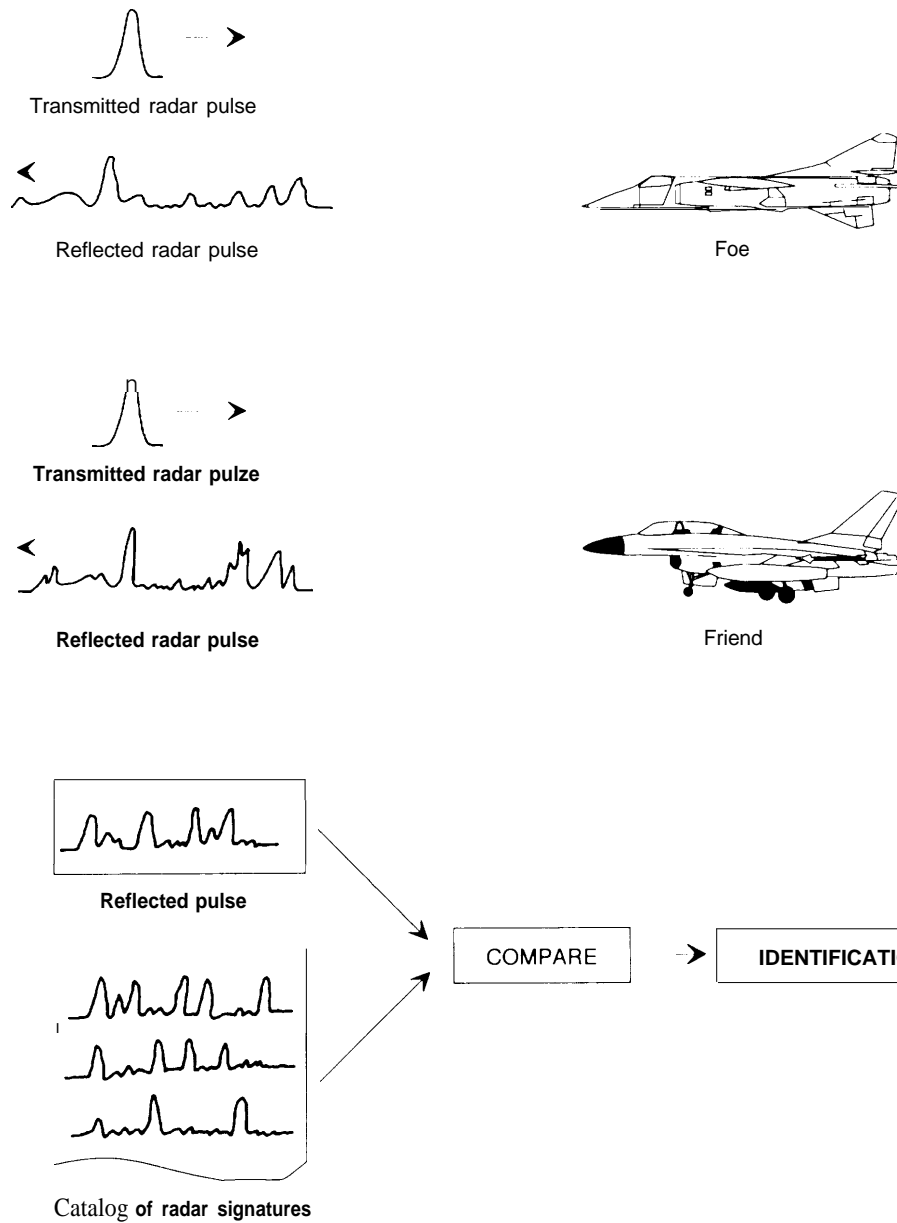 Transmitted radar pulse
Reflected radar pulse
Foe
Transmitted radar pulze
Reflected radar pulse
Friend
Reflected pulse
COMPARE
IDENTIFICATI
Catalog of radar signatures